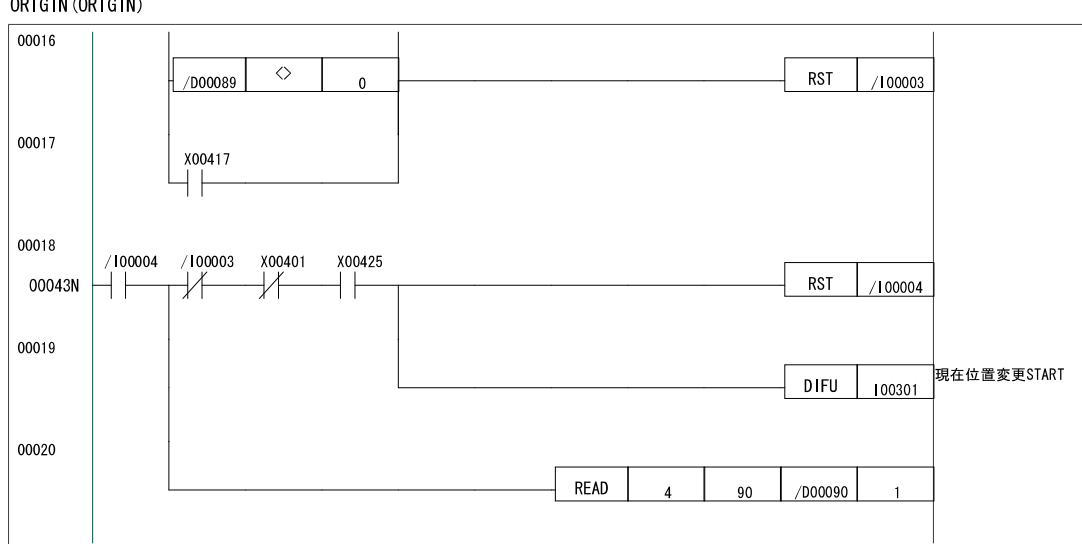 ORIGIN(ORIGIN)
00016
/D00089 <> 0 RST /I00003
00017
X00417
00018
/I00004 /I00003 X00401 X00425
00043N RST /I00004
00019
DIFU I00301 現在位置変更START
00020
READ 4 90 /D00090 1